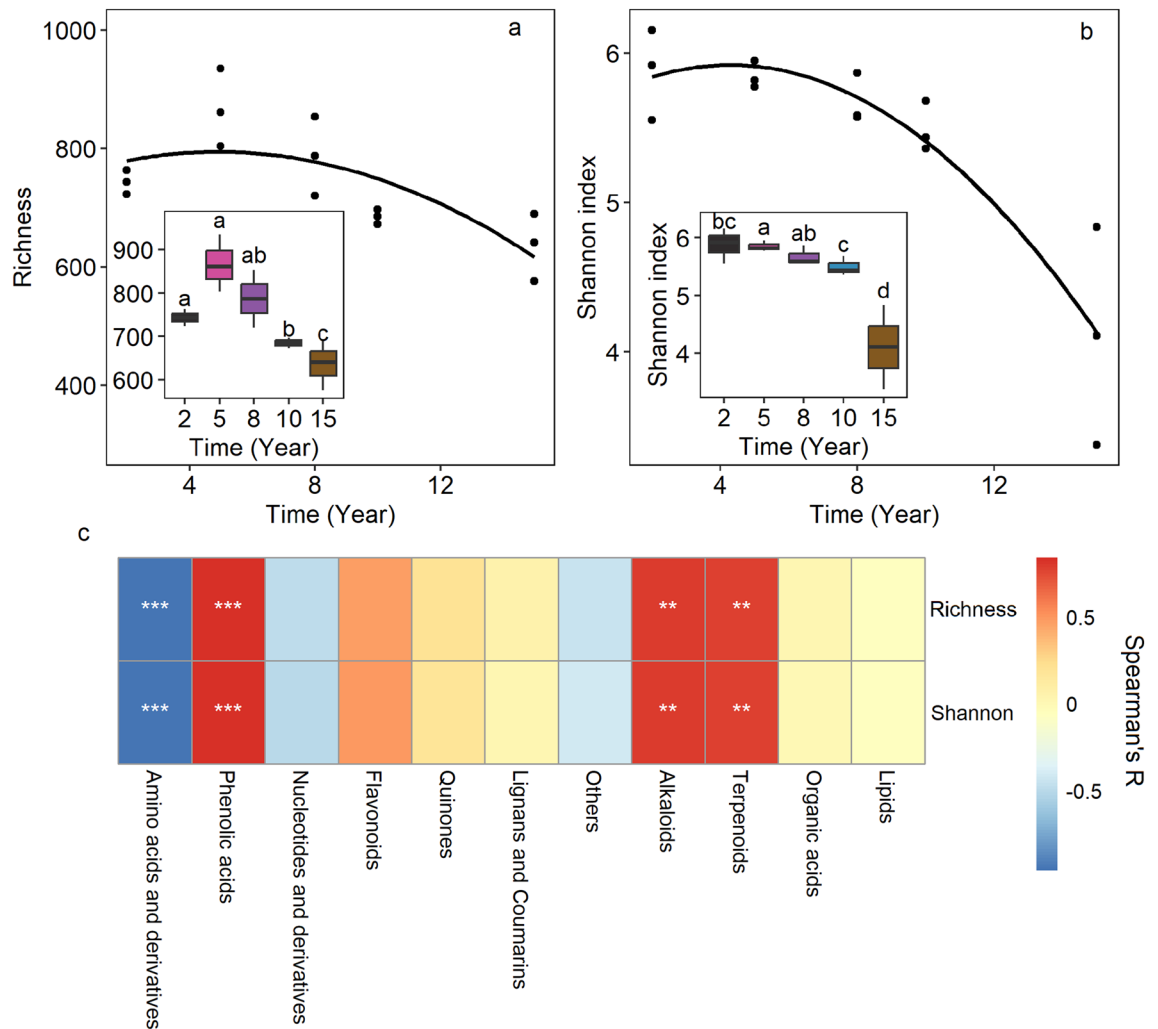 a
Richness
1000
800
600
400
4
8
12
Time (Year)
900
800
700
600
a
a
ab
b
c
2
5
8
10
15
Time (Year)
b
Shannon index
6
5
4
4
8
12
Time (Year)
Shannon index
6
5
4
bc
a
ab
c
d
2
5
8
10
15
Time (Year)
c
*** *** ** **
Richness
*** *** ** **
Shannon
Amino acids and derivatives
Phenolic acids
Nucleotides and derivatives
Flavonoids
Quinones
Lignans and Coumarins
Others
Alkaloids
Terpenoids
Organic acids
Lipids
0.5
0
-0.5
Spearman's R